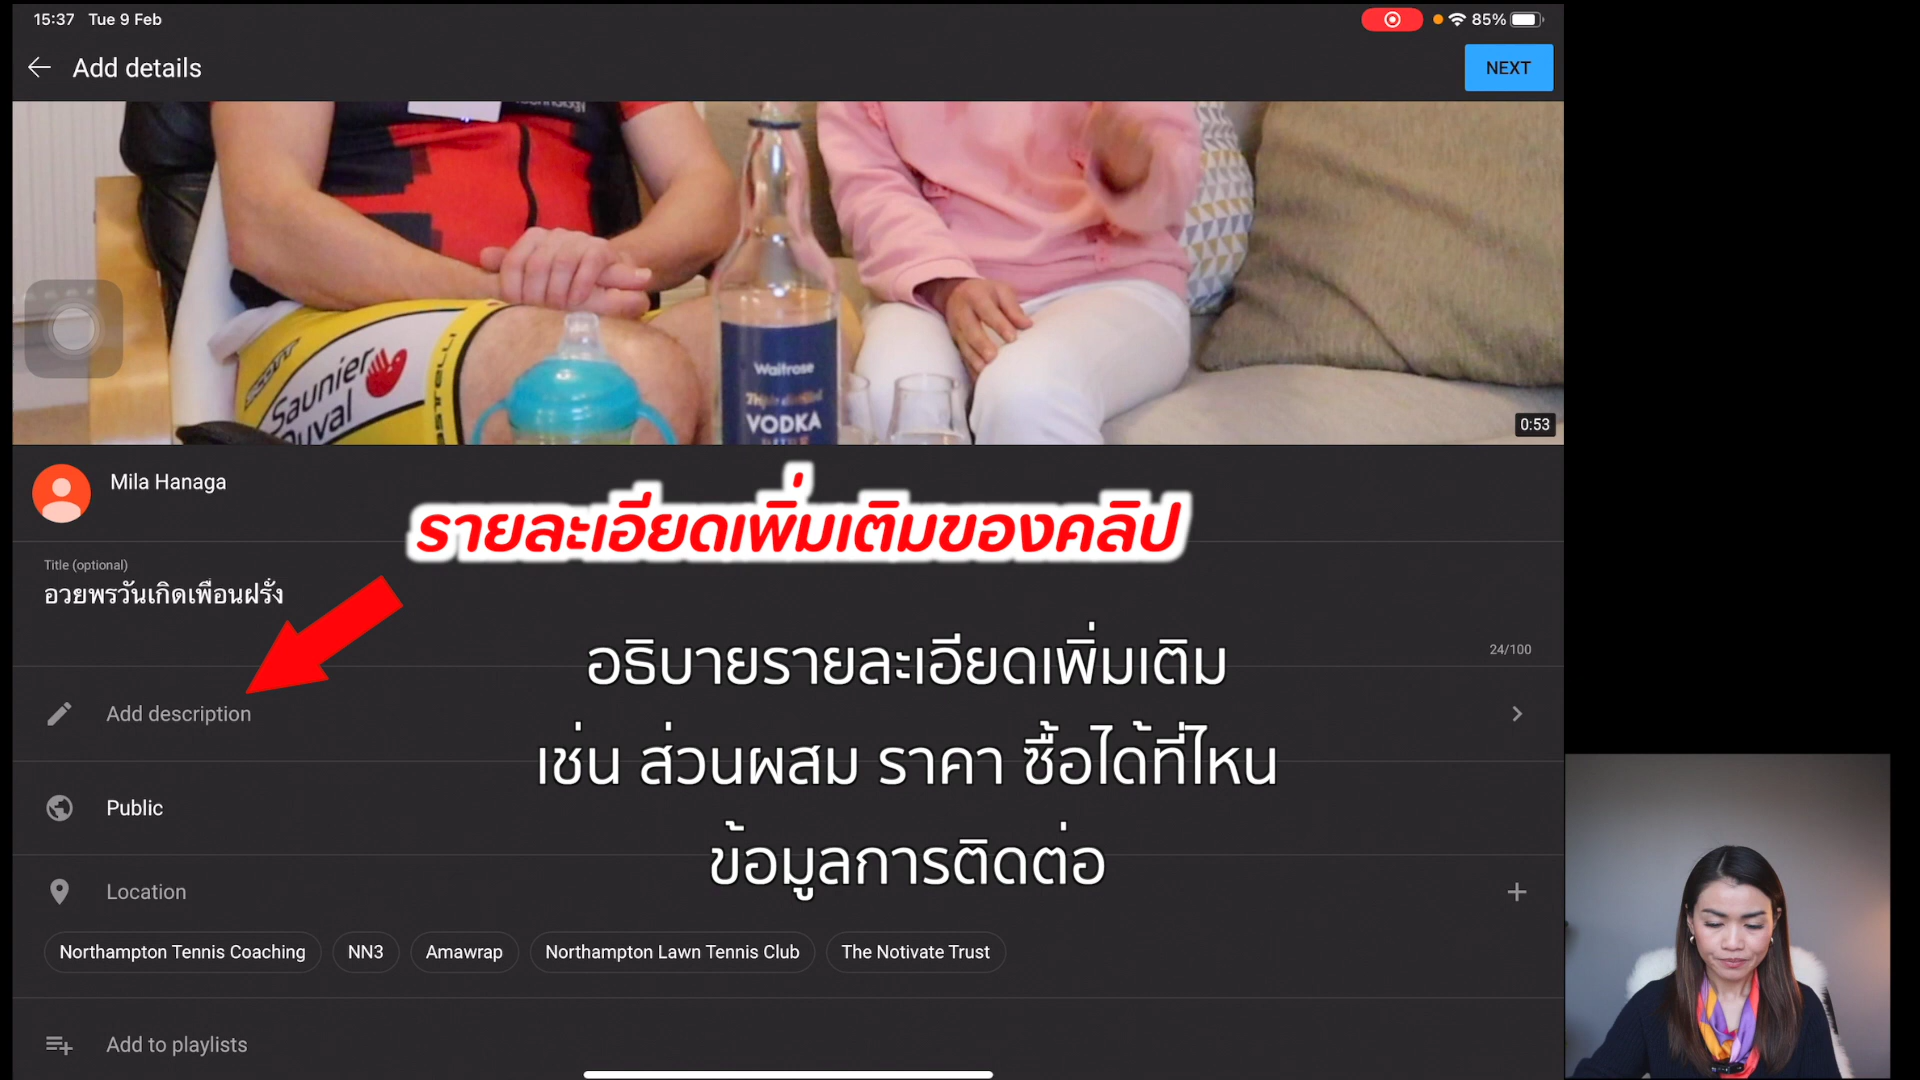 15:37 Tue 9 Feb
85%
Add details
NEXT
SCOTT
Saunier
Duval
Waitrose
Triple distilled
VODKA
0:53
Mila Hanaga
รายละเอียดเพิ่มเติมของคลิป
Title (optional)
อวยพรวันเกิดเพือนฝรั่ง
24/100
อธิบายรายละเอียดเพิ่มเติม
Add description
เช่น ส่วนผสม ราคา ซื้อได้ที่ไหน
Public
ข้อมูลการติดต่อ
Location
Northampton Tennis Coaching
NN3
Amawrap
Northampton Lawn Tennis Club
The Notivate Trust
Add to playlists